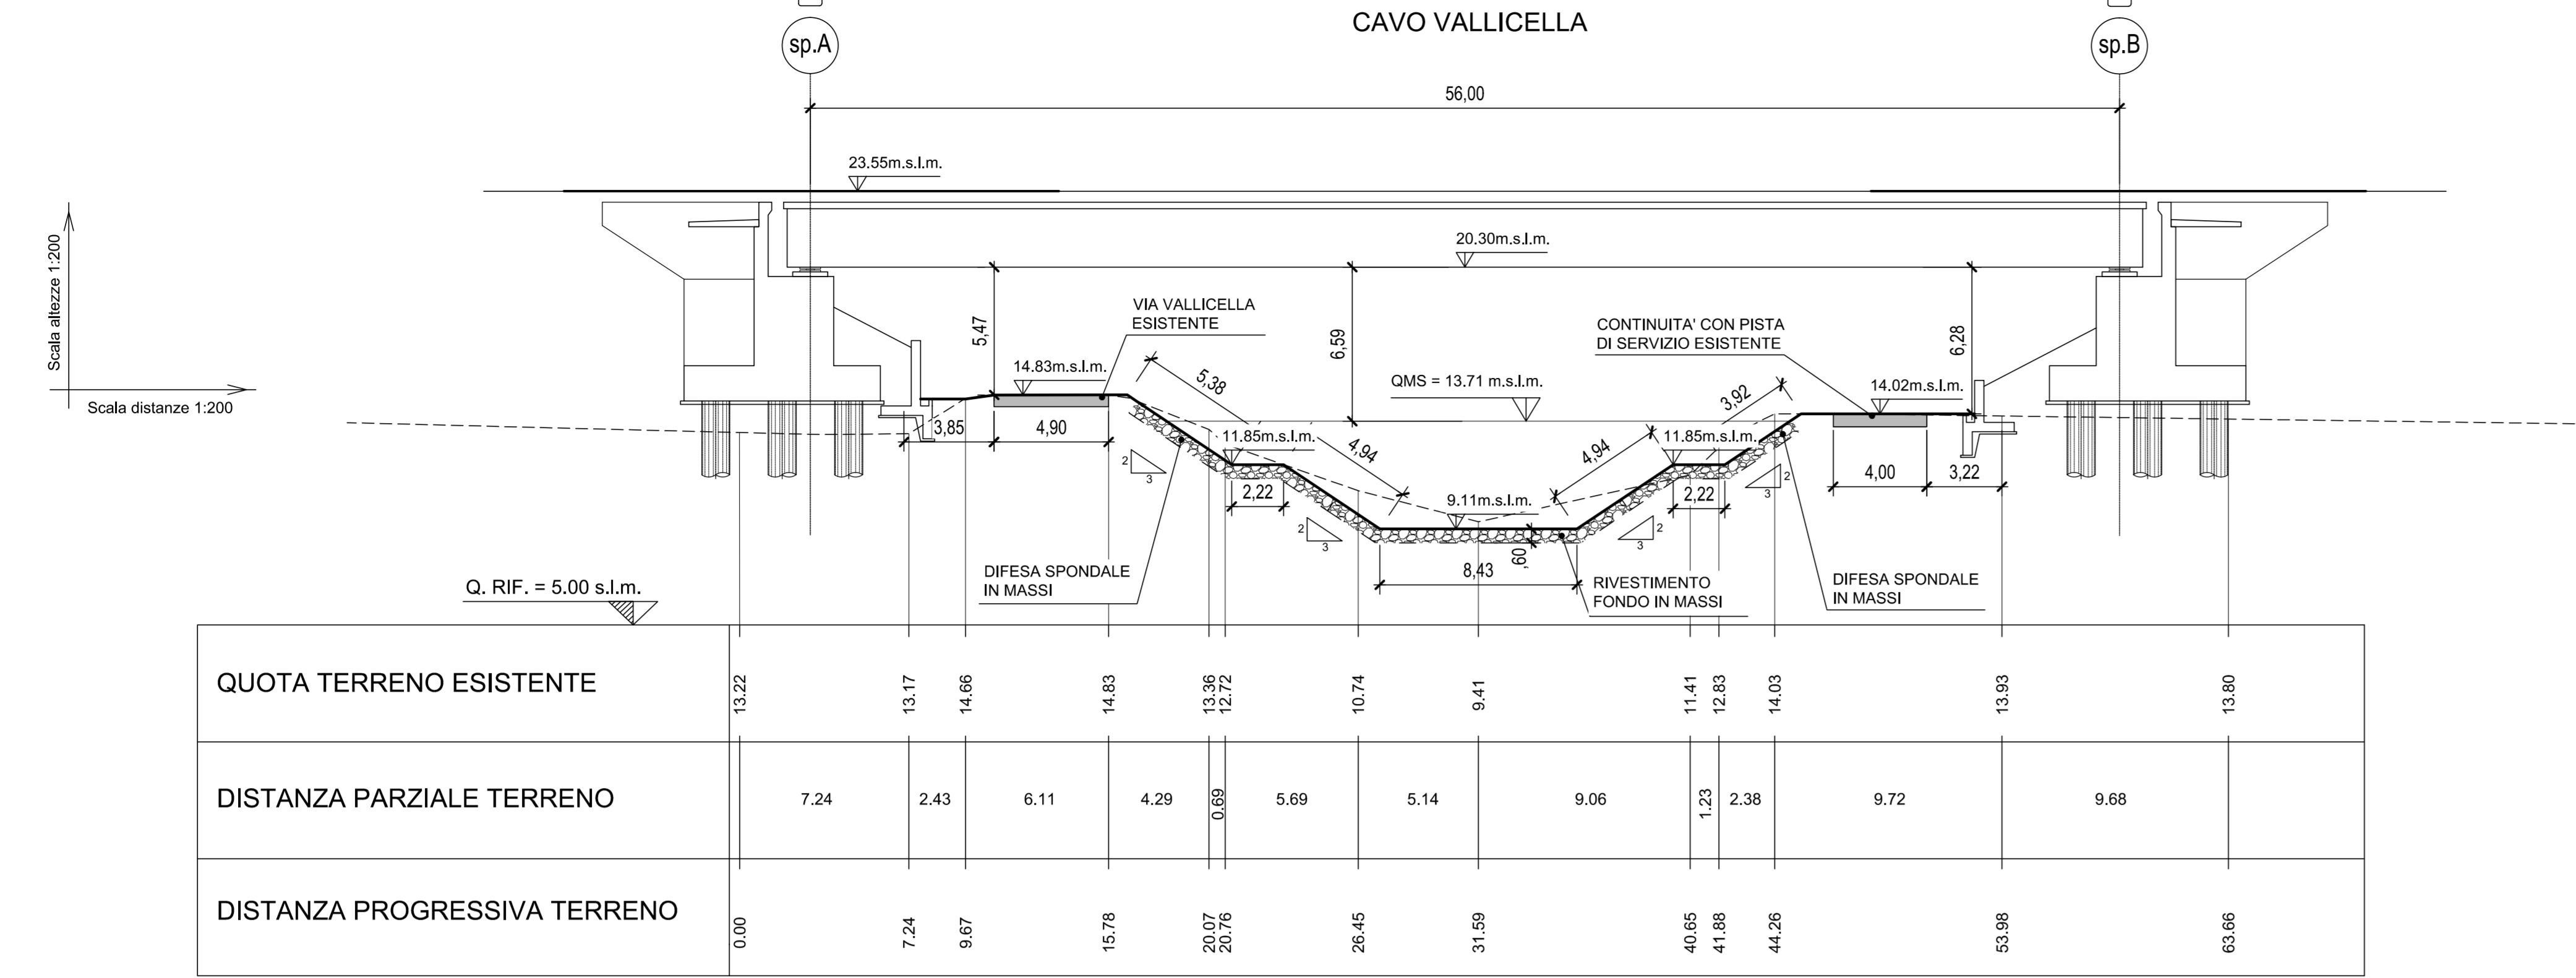 CAVO VALLICELLA
sp.A
sp.B
56,00
23.55m.s.l.m.
20.30m.s.l.m.
Scala altezze 1:200
Scala distanze 1:200
5,47
VIA VALLICELLA
ESISTENTE
6,59
CONTINUITA' CON PISTA
DI SERVIZIO ESISTENTE
6,28
14.83m.s.l.m.
5,38
QMS = 13.71 m.s.l.m.
3,92
14.02m.s.l.m.
3,85
4,90
11.85m.s.l.m.
4,94
4,94
11.85m.s.l.m.
2
3
2,22
9.11m.s.l.m.
2,22
2
3
4,00
3,22
2
3
2
3
,60
8,43
DIFESA SPONDALE
IN MASSI
RIVESTIMENTO
FONDO IN MASSI
DIFESA SPONDALE
IN MASSI
Q. RIF. = 5.00 s.l.m.
QUOTA TERRENO ESISTENTE
13.22
13.17
14.66
14.83
13.36
12.72
10.74
9.41
11.41
12.83
14.03
13.93
13.80
DISTANZA PARZIALE TERRENO
7.24
2.43
6.11
4.29
0.69
5.69
5.14
9.06
1.23
2.38
9.72
9.68
DISTANZA PROGRESSIVA TERRENO
0.00
7.24
9.67
15.78
20.07
20.76
26.45
31.59
40.65
41.88
44.26
53.98
63.66